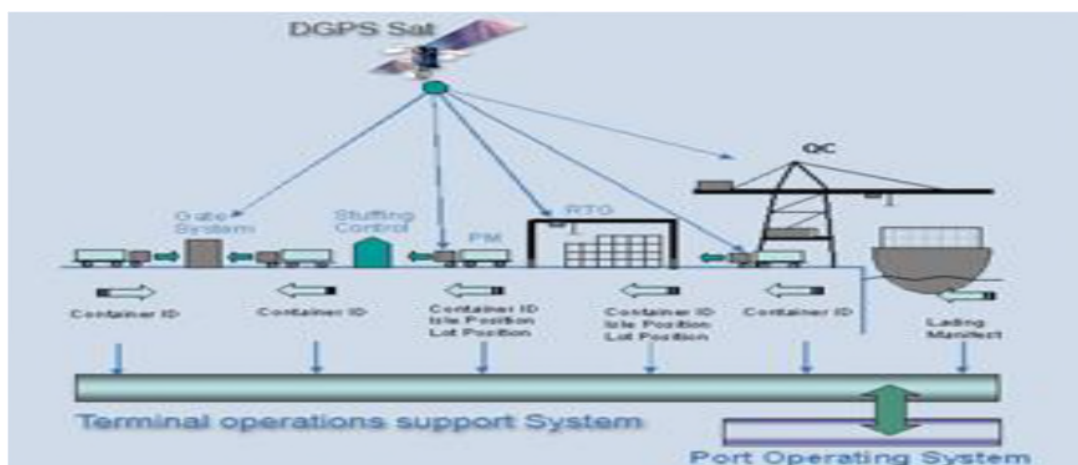 DGPS Sat
QC
Gate
System
Stuffing
Control
PM
RTG
Container ID
Container ID
Container ID
Isle Position
Lot Position
Container ID
Isle Position
Lot Position
Container ID
Lading
Manifest
Terminal operations support System
Port Operating System